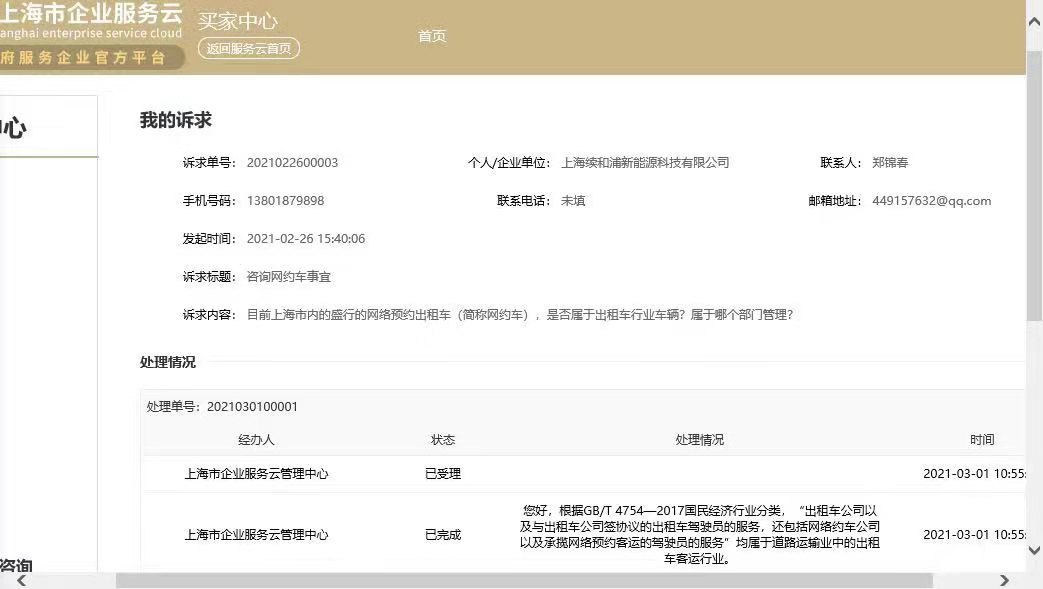 上海市企业服务云
anghai enterprise service cloud
府服务企业官方平台
买家中心
返回服务云首页
首页
中心
我的诉求
诉求单号： 2021022600003 个人/企业单位： 上海续和浦新能源科技有限公司 联系人： 郑锦春
手机号码： 13801879898 联系电话： 未填 邮箱地址： 449157632@qq.com
发起时间： 2021-02-26 15:40:06
诉求标题： 咨询网约车事宜
诉求内容： 目前上海市内的盛行的网络预约出租车（简称网约车），是否属于出租车行业车辆？属于哪个部门管理？
处理情况
处理单号：2021030100001
经办人 状态 处理情况 时间
上海市企业服务云管理中心 已受理 2021-03-01 10:55:
上海市企业服务云管理中心 已完成 2021-03-01 10:55:
您好，根据GB/T 4754—2017国民经济行业分类，“出租车公司以
及与出租车公司签协议的出租车驾驶员的服务，还包括网络约车公司
以及承揽网络预约客运的驾驶员的服务”均属于道路运输业中的出租
车客运行业。
咨询